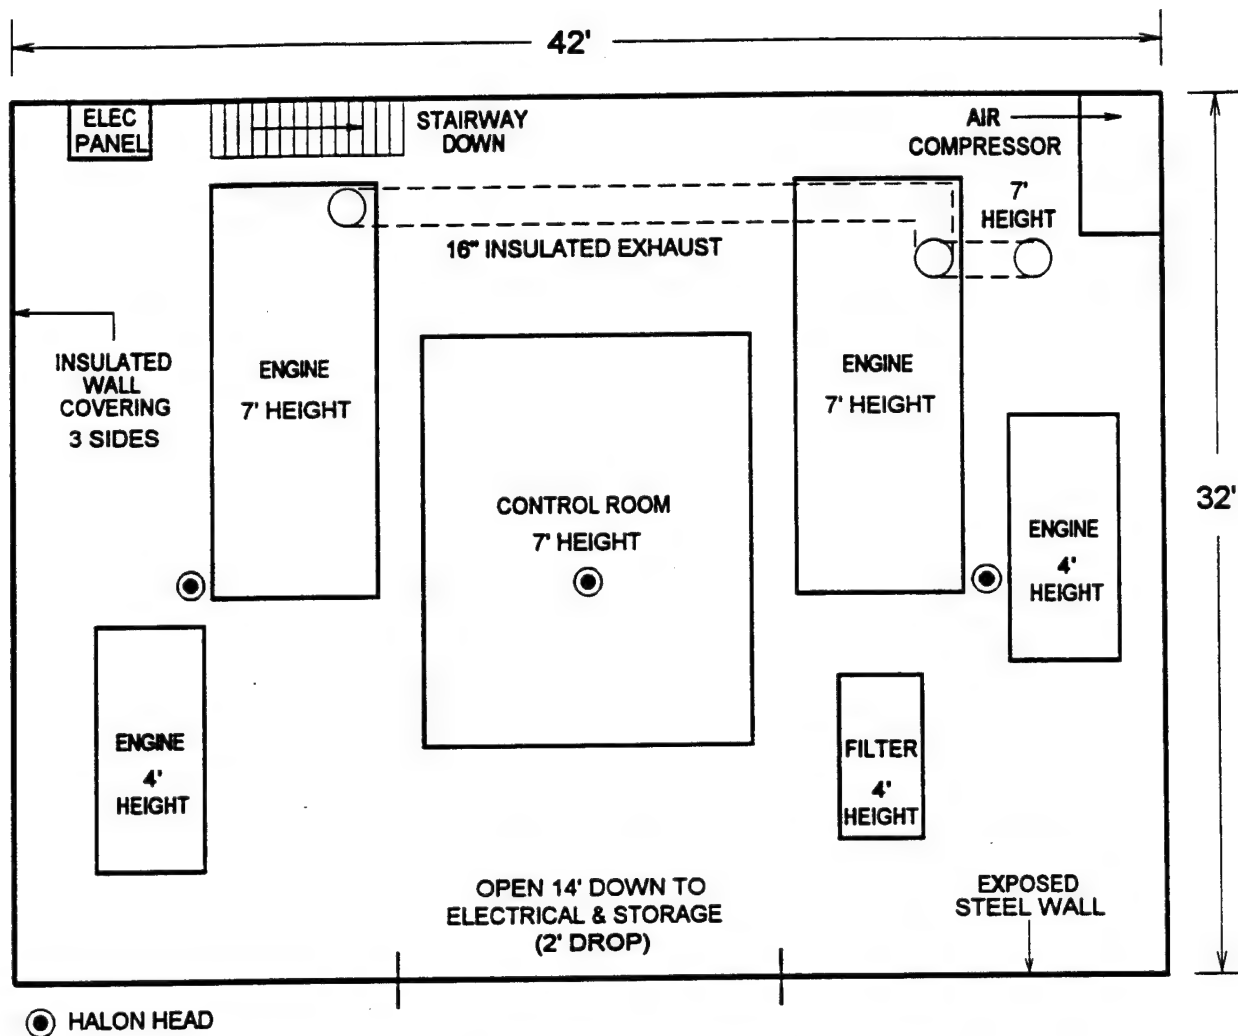 42'
ELEC
PANEL
STAIRWAY
DOWN
AIR
COMPRESSOR
7'
HEIGHT
16" INSULATED EXHAUST
INSULATED
WALL
COVERING
3 SIDES
ENGINE
7' HEIGHT
ENGINE
7' HEIGHT
CONTROL ROOM
7' HEIGHT
32'
ENGINE
4'
HEIGHT
ENGINE
4'
HEIGHT
FILTER
4'
HEIGHT
OPEN 14' DOWN TO
ELECTRICAL & STORAGE
(2' DROP)
EXPOSED
STEEL WALL
HALON HEAD